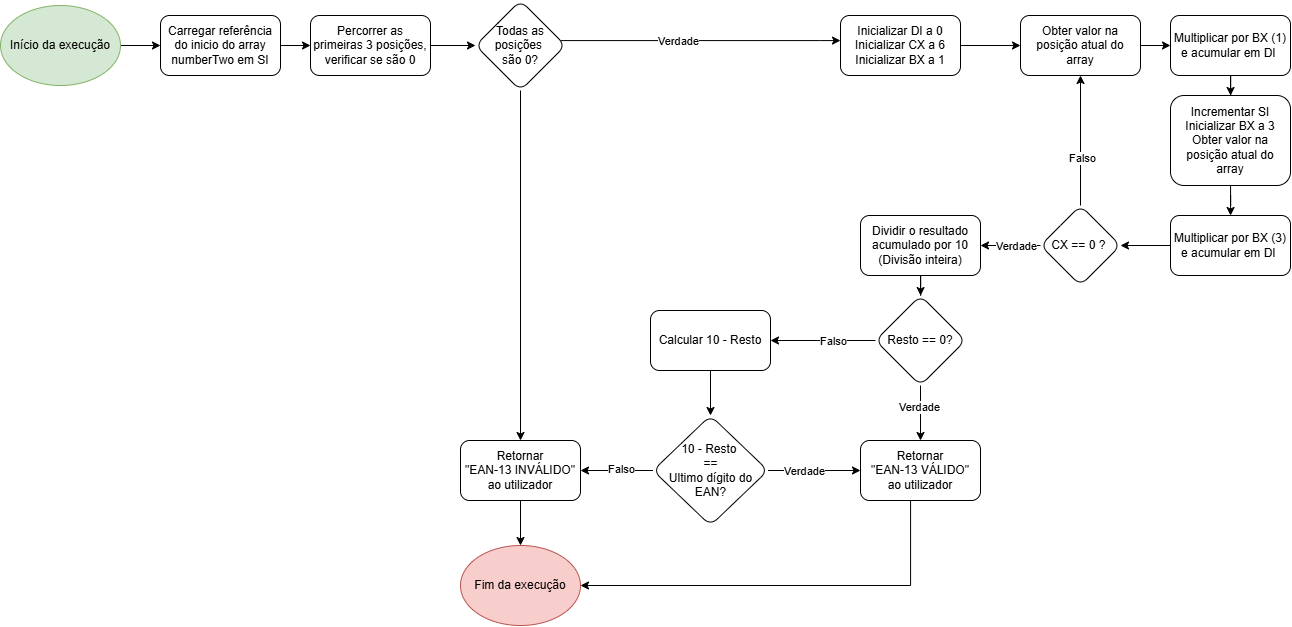 Início da execução
Carregar referência
do inicio do array
numberTwo em SI
Percorrer as
primeiras 3 posições,
verificar se são 0
Todas as
posições
são 0?
Verdade
Inicializar DI a 0
Inicializar CX a 6
Inicializar BX a 1
Obter valor na
posição atual do
array
Multiplicar por BX (1)
e acumular em DI
Incrementar SI
Inicializar BX a 3
Obter valor na
posição atual do
array
Multiplicar por BX (3)
e acumular em DI
CX == 0 ?
Falso
Verdade
Dividir o resultado
acumulado por 10
(Divisão inteira)
Resto == 0?
Falso
Verdade
Calcular 10 - Resto
10 - Resto
==
Ultimo dígito do
EAN?
Falso
Verdade
Retornar
"EAN-13 INVÁLIDO"
ao utilizador
Retornar
"EAN-13 VÁLIDO"
ao utilizador
Fim da execução